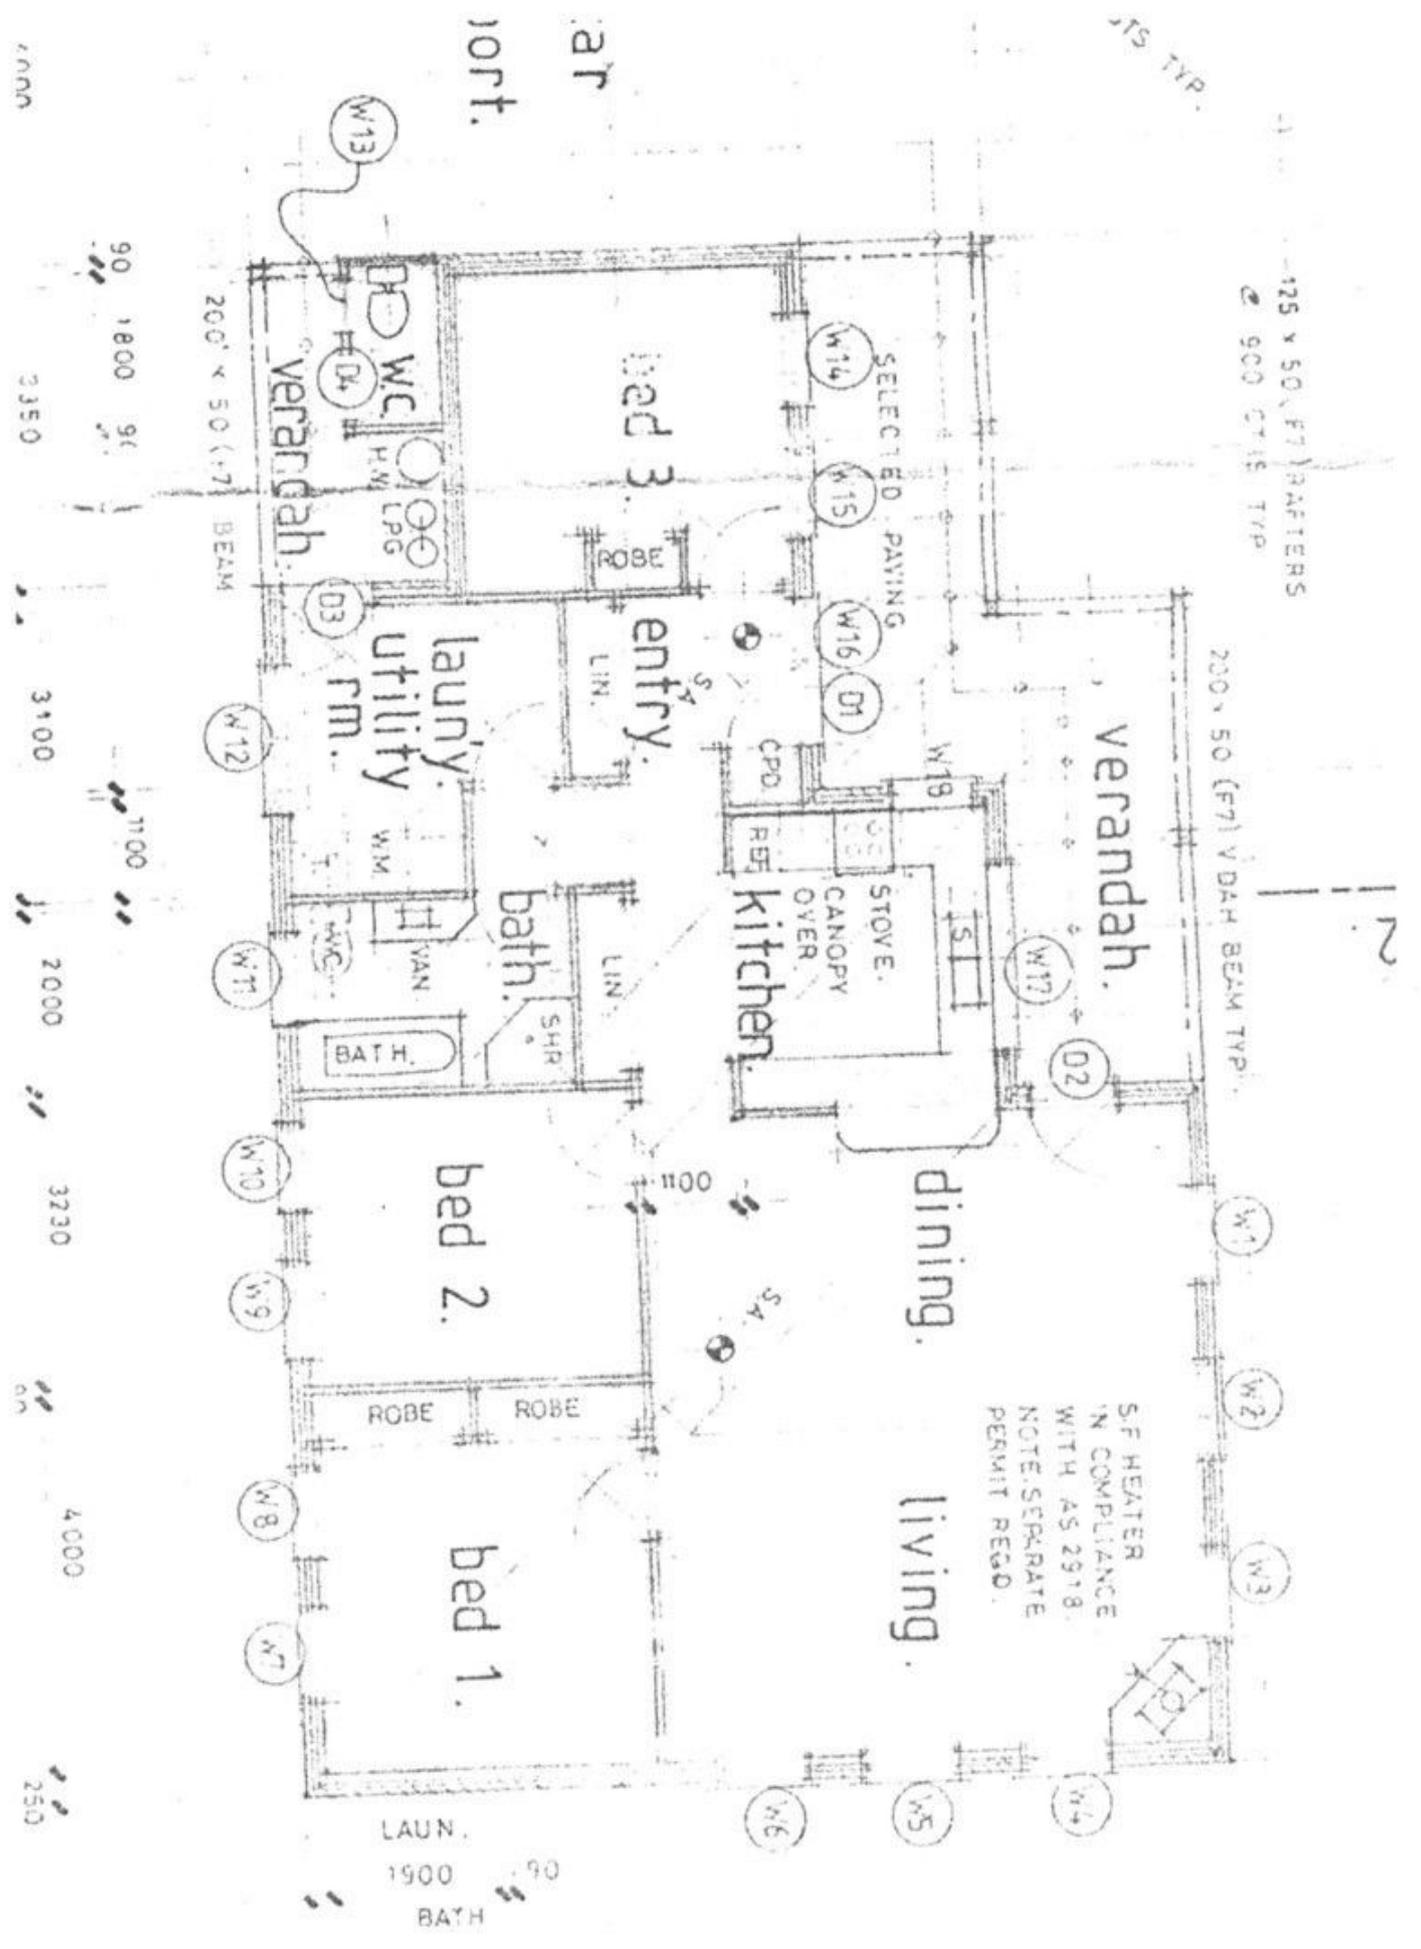 :ar
port.
W13
TYP.
125 x 50 (F7) RAFTERS
900 TYP
200 x 50 (F7) V'DAH BEAM TYP.
2.
verandah.
SELECTED PAVING
W14
W15
W16
D1
W18
W17
D2
bed 3.
ROBE
entry.
LIN.
CPD.
REF
STOVE.
CANOPY
OVER
S
kitchen.
W.C.
D4
H.W.
LPG
verandah.
200 x 50 (F7) BEAM
D3
laun'y.
utility
rm.
W.M.
W12
bath.
LIN.
VAN.
WC
SHR
BATH.
W11
bed 2.
W10
W9
1100
SA
SA
dining.
living.
S.F HEATER
IN COMPLIANCE
WITH AS 2918.
NOTE SEPARATE
PERMIT REQD.
W1
W2
W3
W4
W5
W6
ROBE
ROBE
bed 1.
W8
W7
90
1800
1100
3350
3100
2000
3230
4000
250
LAUN.
1900
90
BATH